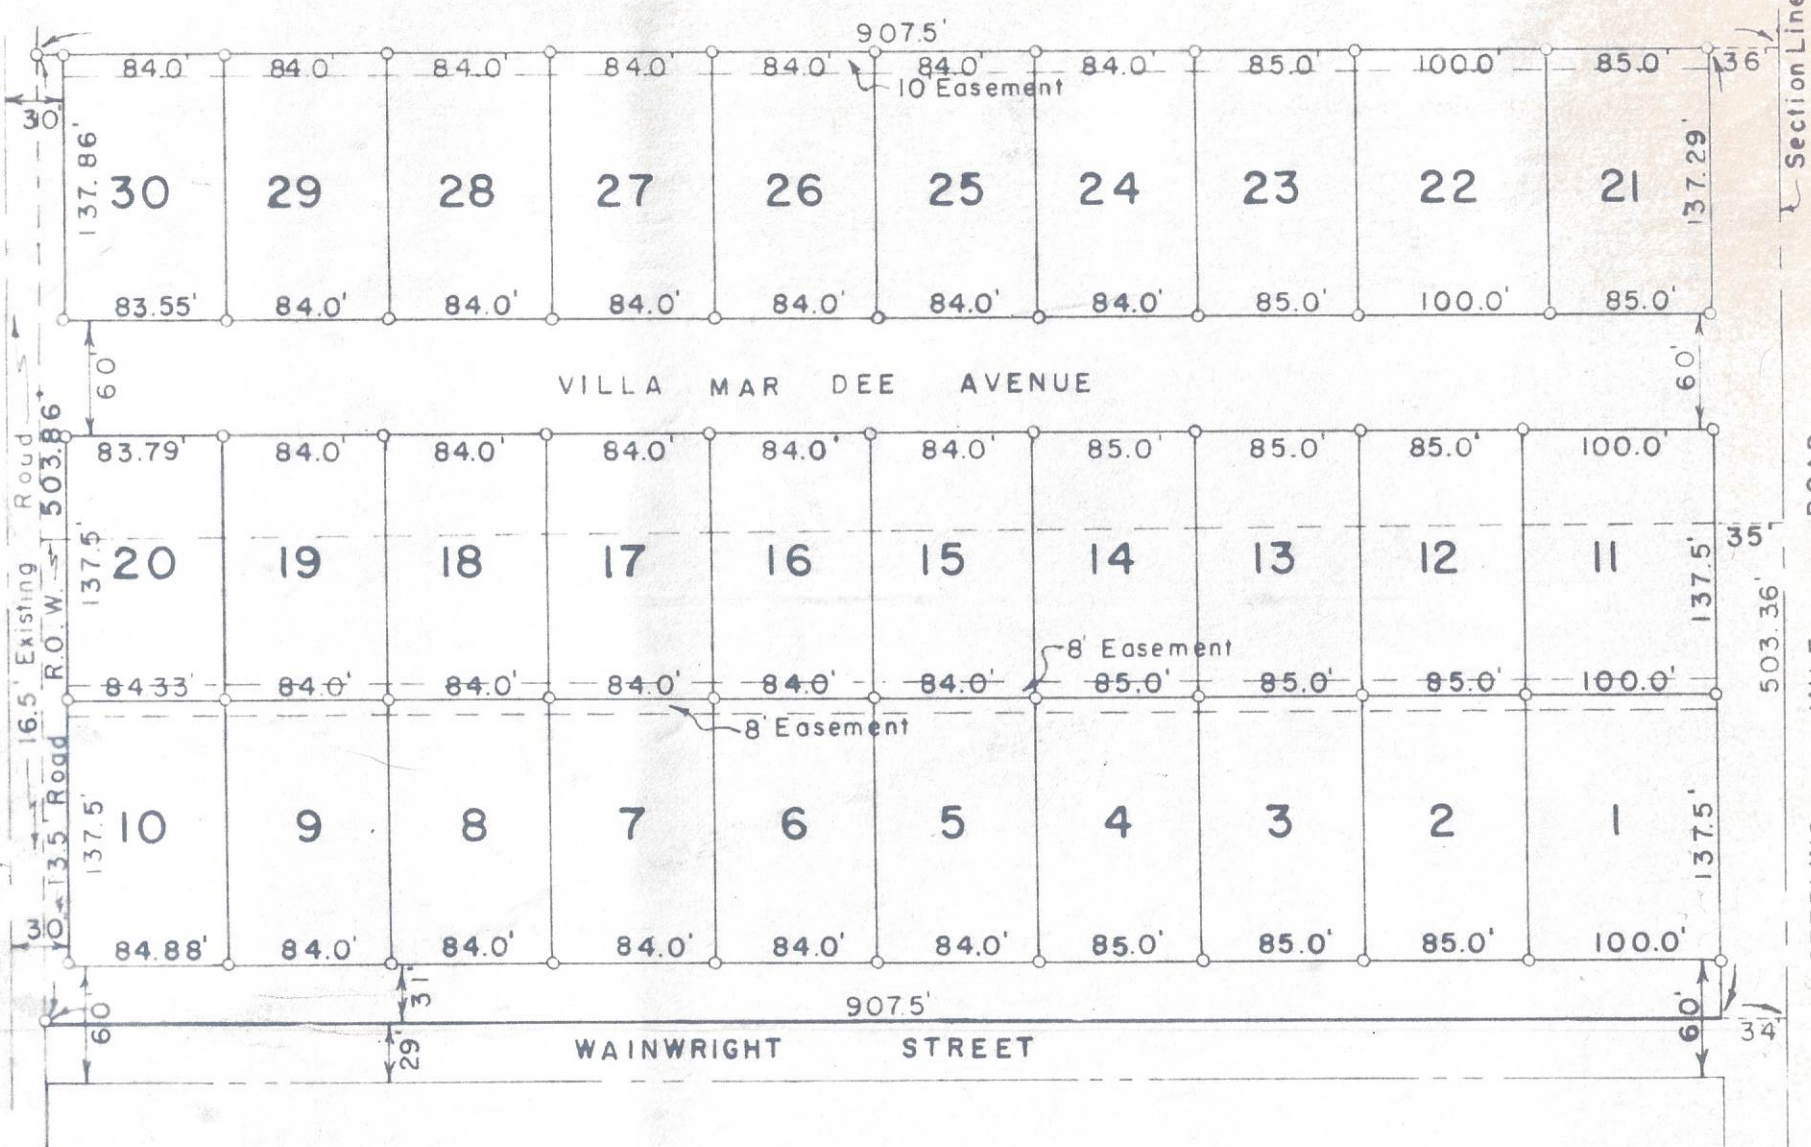 907.5'
84.0' 84.0' 84.0' 84.0' 84.0' 84.0' 84.0' 85.0' 100.0' 85.0' 36'
10' Easement
30'
137.86'
137.29'
Section Line
30 29 28 27 26 25 24 23 22 21
83.55' 84.0' 84.0' 84.0' 84.0' 84.0' 84.0' 85.0' 100.0' 85.0'
60'
VILLA MAR DEE AVENUE
60'
83.79' 84.0' 84.0' 84.0' 84.0' 84.0' 85.0' 85.0' 85.0' 100.0'
503.86'
16.5' Existing Road
13.5' Road R.O.W.
137.5'
20 19 18 17 16 15 14 13 12 11
137.5'
35'
503.36'
ROAD
8' Easement
84.33' 84.0' 84.0' 84.0' 84.0' 84.0' 85.0' 85.0' 85.0' 100.0'
8' Easement
137.5'
10 9 8 7 6 5 4 3 2 1
137.5'
30'
84.88' 84.0' 84.0' 84.0' 84.0' 84.0' 85.0' 85.0' 85.0' 100.0'
60'
31'
907.5'
60'
34'
29'
WAINWRIGHT STREET